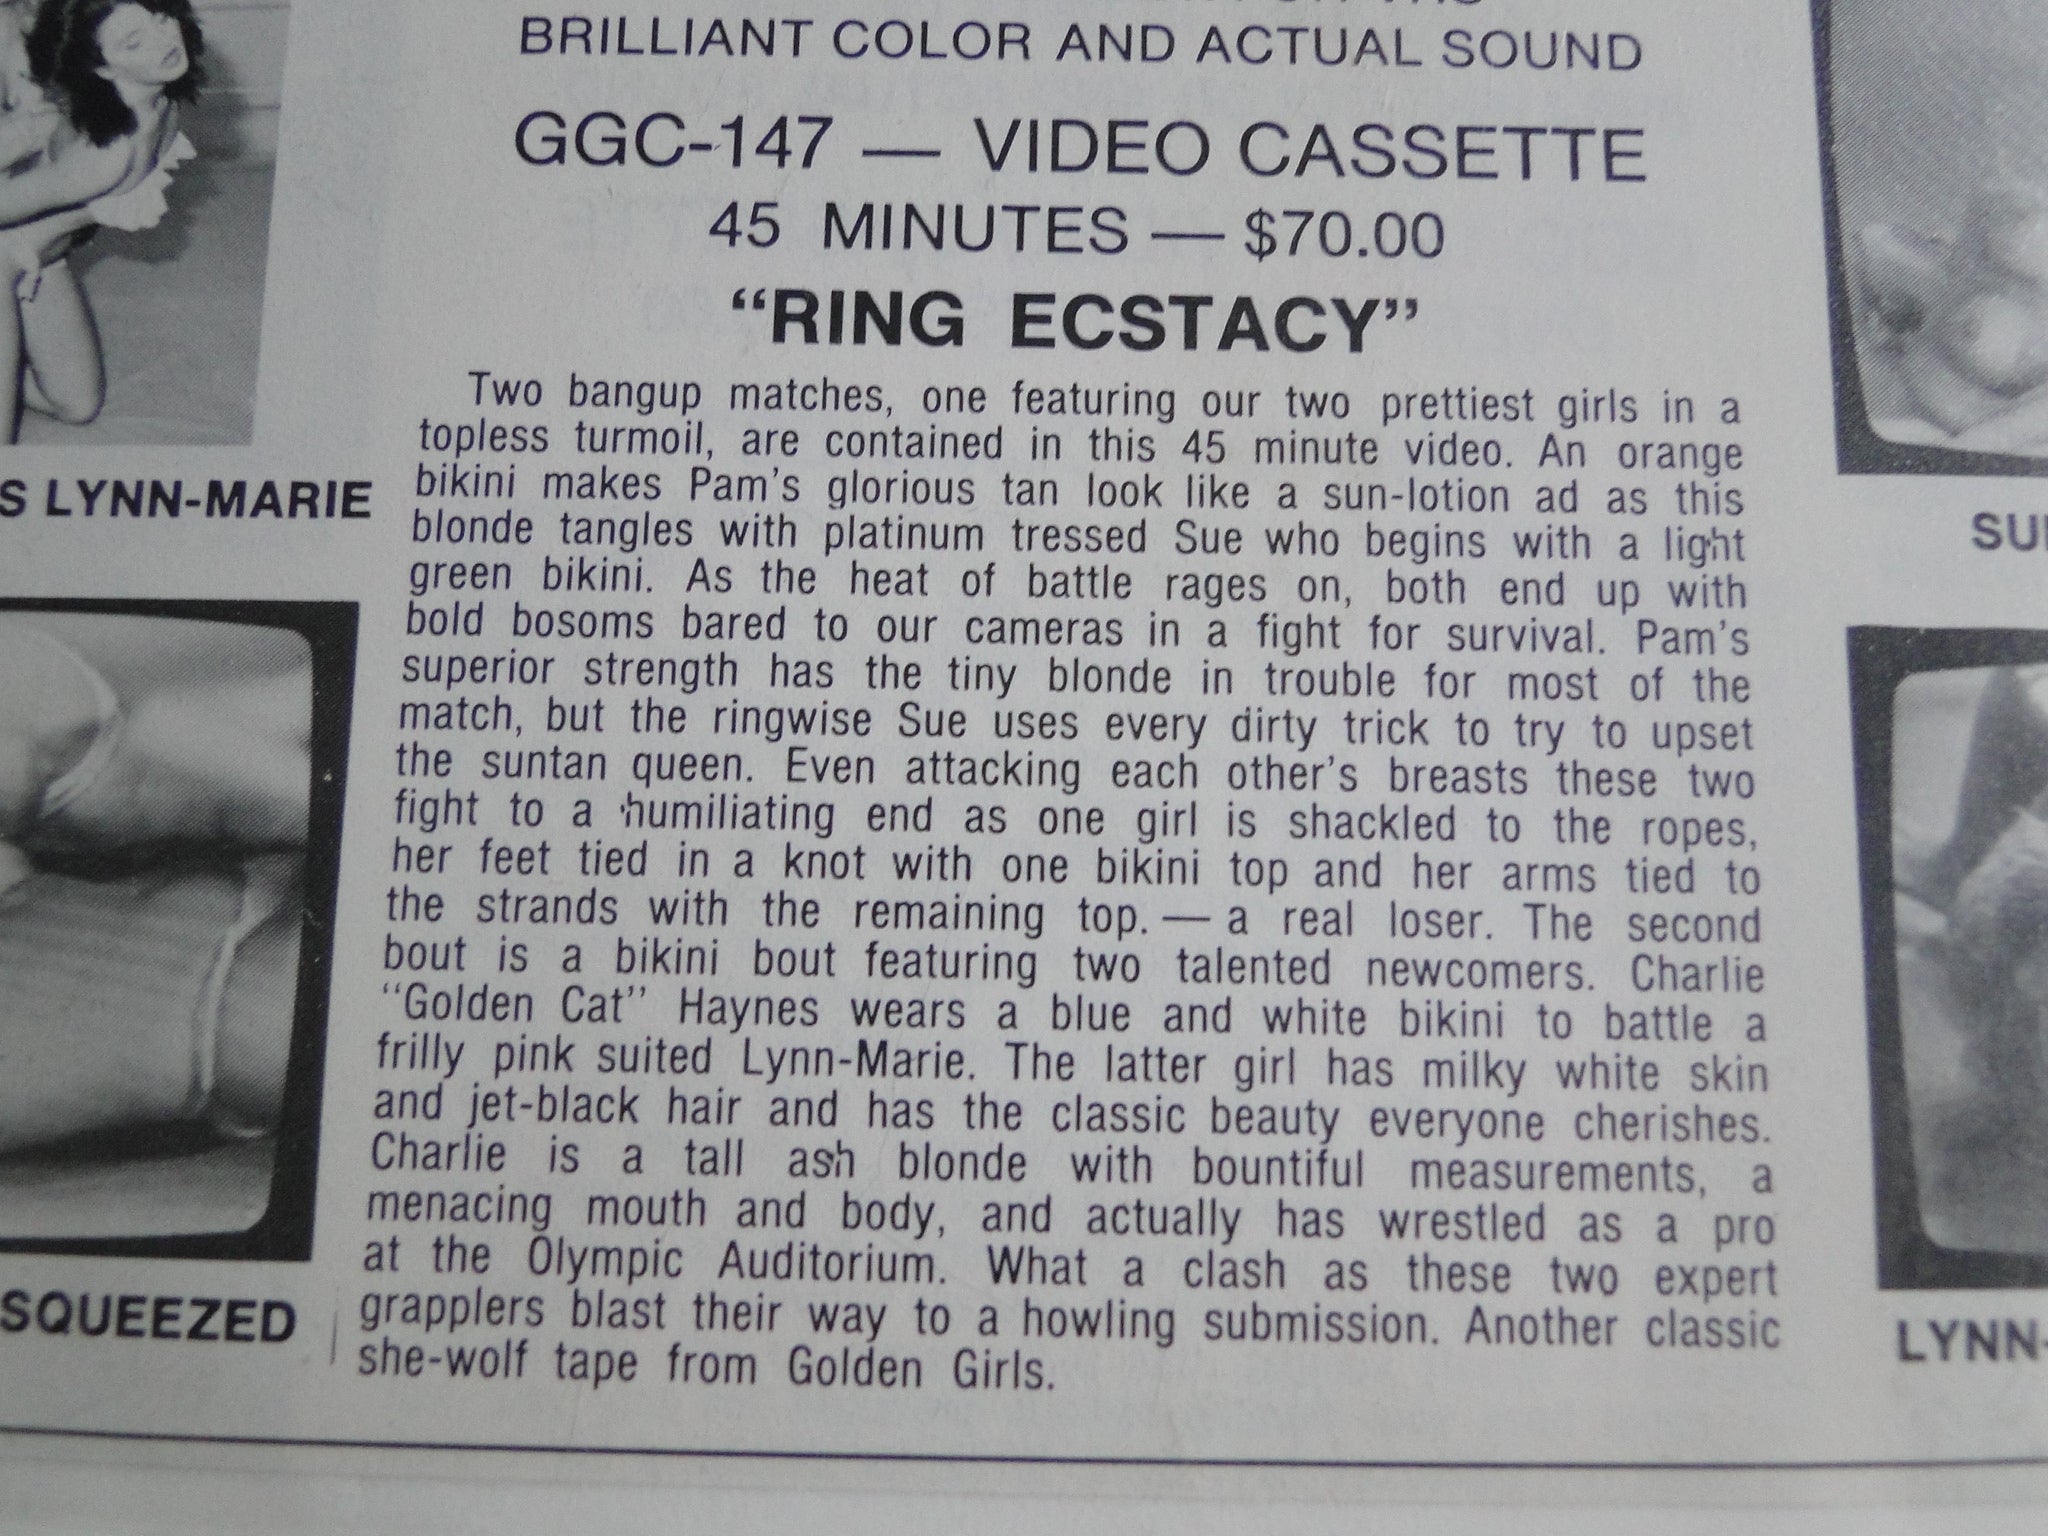 BRILLIANT COLOR AND ACTUAL SOUND
GGC-147 — VIDEO CASSETTE
45 MINUTES — $70.00
“RING ECSTACY”
Two bangup matches, one featuring our two prettiest girls in a
topless turmoil, are contained in this 45 minute video. An orange
bikini makes Pam's glorious tan look like a sun-lotion ad as this
blonde tangles with platinum tressed Sue who begins with a light
green bikini. As the heat of battle rages on, both end up with
bold bosoms bared to our cameras in a fight for survival. Pam's
superior strength has the tiny blonde in trouble for most of the
match, but the ringwise Sue uses every dirty trick to try to upset
the suntan queen. Even attacking each other's breasts these two
fight to a humiliating end as one girl is shackled to the ropes,
her feet tied in a knot with one bikini top and her arms tied to
the strands with the remaining top. — a real loser. The second
bout is a bikini bout featuring two talented newcomers. Charlie
“Golden Cat” Haynes wears a blue and white bikini to battle a
frilly pink suited Lynn-Marie. The latter girl has milky white skin
and jet-black hair and has the classic beauty everyone cherishes.
Charlie is a tall ash blonde with bountiful measurements, a
menacing mouth and body, and actually has wrestled as a pro
at the Olympic Auditorium. What a clash as these two expert
grapplers blast their way to a howling submission. Another classic
she-wolf tape from Golden Girls.
S LYNN-MARIE
SQUEEZED
SU
LYNN-